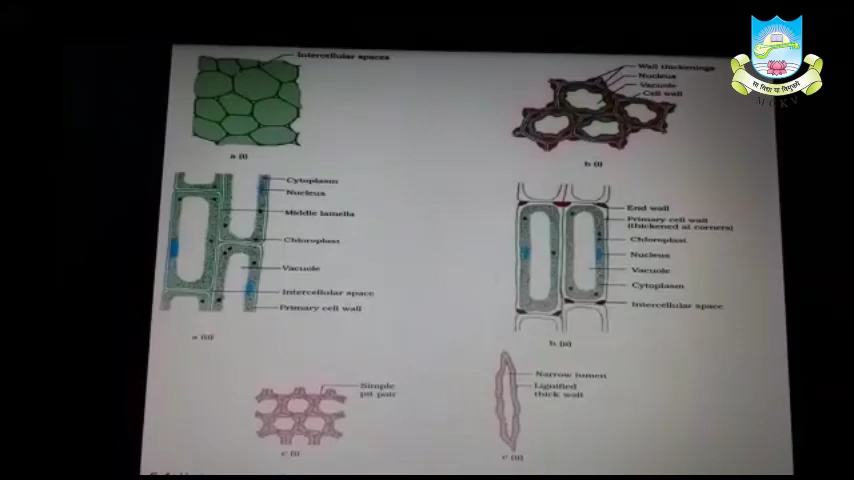 Intercellular spaces
a (i)
Wall thickenings
Nucleus
Vacuole
Cell wall
b (i)
Cytoplasm
Nucleus
Middle lamella
Chloroplast
Vacuole
Intercellular space
Primary cell wall
a (ii)
End wall
Primary cell wall
(thickened at corners)
Chloroplast
Nucleus
Vacuole
Cytoplasm
Intercellular space
b (ii)
Simple
pit pair
c (i)
Narrow lumen
Lignified
thick wall
c (ii)
सा विद्या या विमुक्तये
M G K V